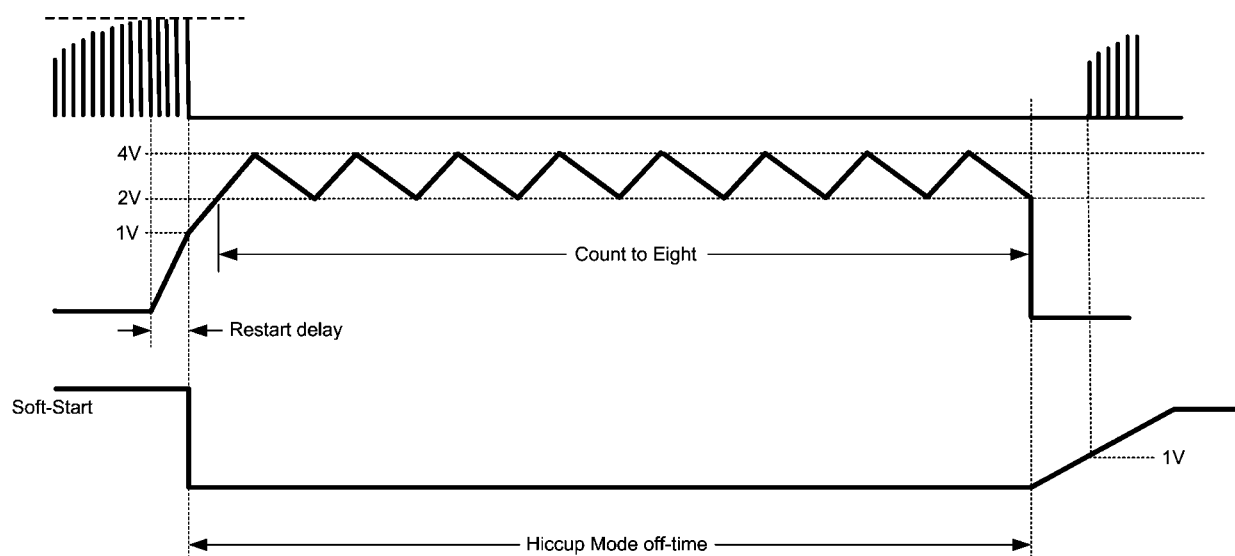 4V
2V
1V
Count to Eight
Restart delay
Soft-Start
1V
Hiccup Mode off-time